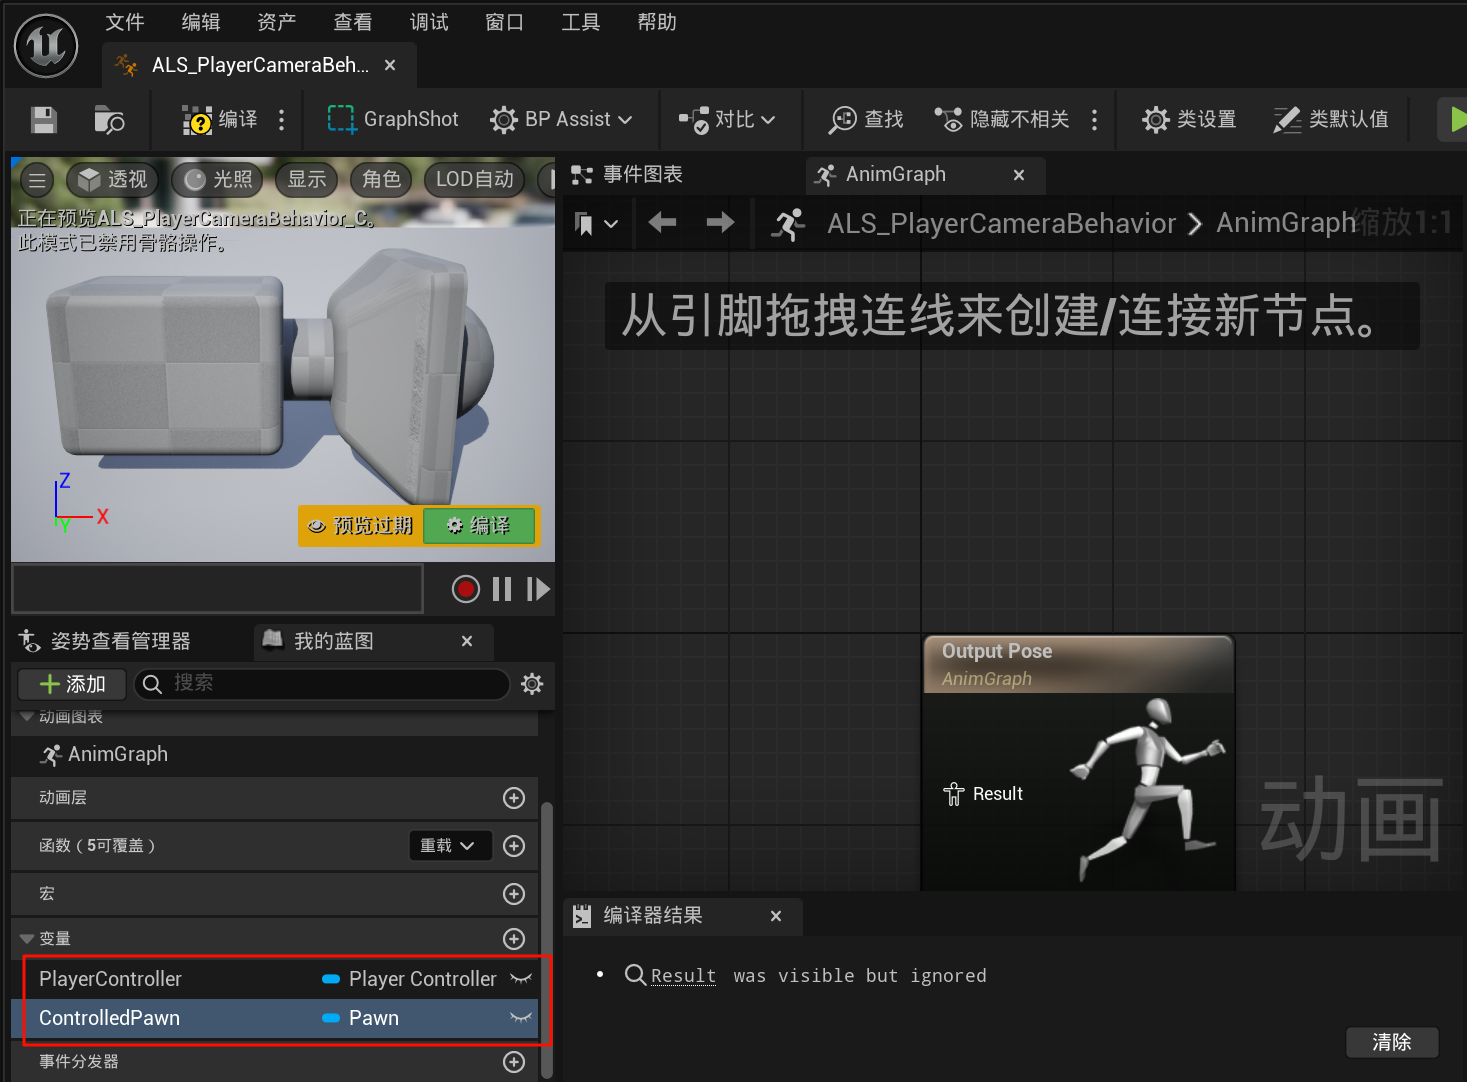 文件 编辑 资产 查看 调试 窗口 工具 帮助
ALS_PlayerCameraBeh...
编译 GraphShot BP Assist 对比 查找 隐藏不相关 类设置 类默认值
透视 光照 显示 角色 LOD自动
正在预览ALS_PlayerCameraBehavior_C。
此模式已禁用骨骼操作。
Z
X
Y
预览过期 编译
姿势查看管理器 我的蓝图
添加 搜索
动画图表
AnimGraph
动画层
函数（5可覆盖） 重载
宏
变量
PlayerController Player Controller
ControlledPawn Pawn
事件分发器
事件图表 AnimGraph
ALS_PlayerCameraBehavior AnimGraph 缩放1:1
从引脚拖拽连线来创建/连接新节点。
Output Pose
AnimGraph
Result
动画
编译器结果
Result was visible but ignored
清除